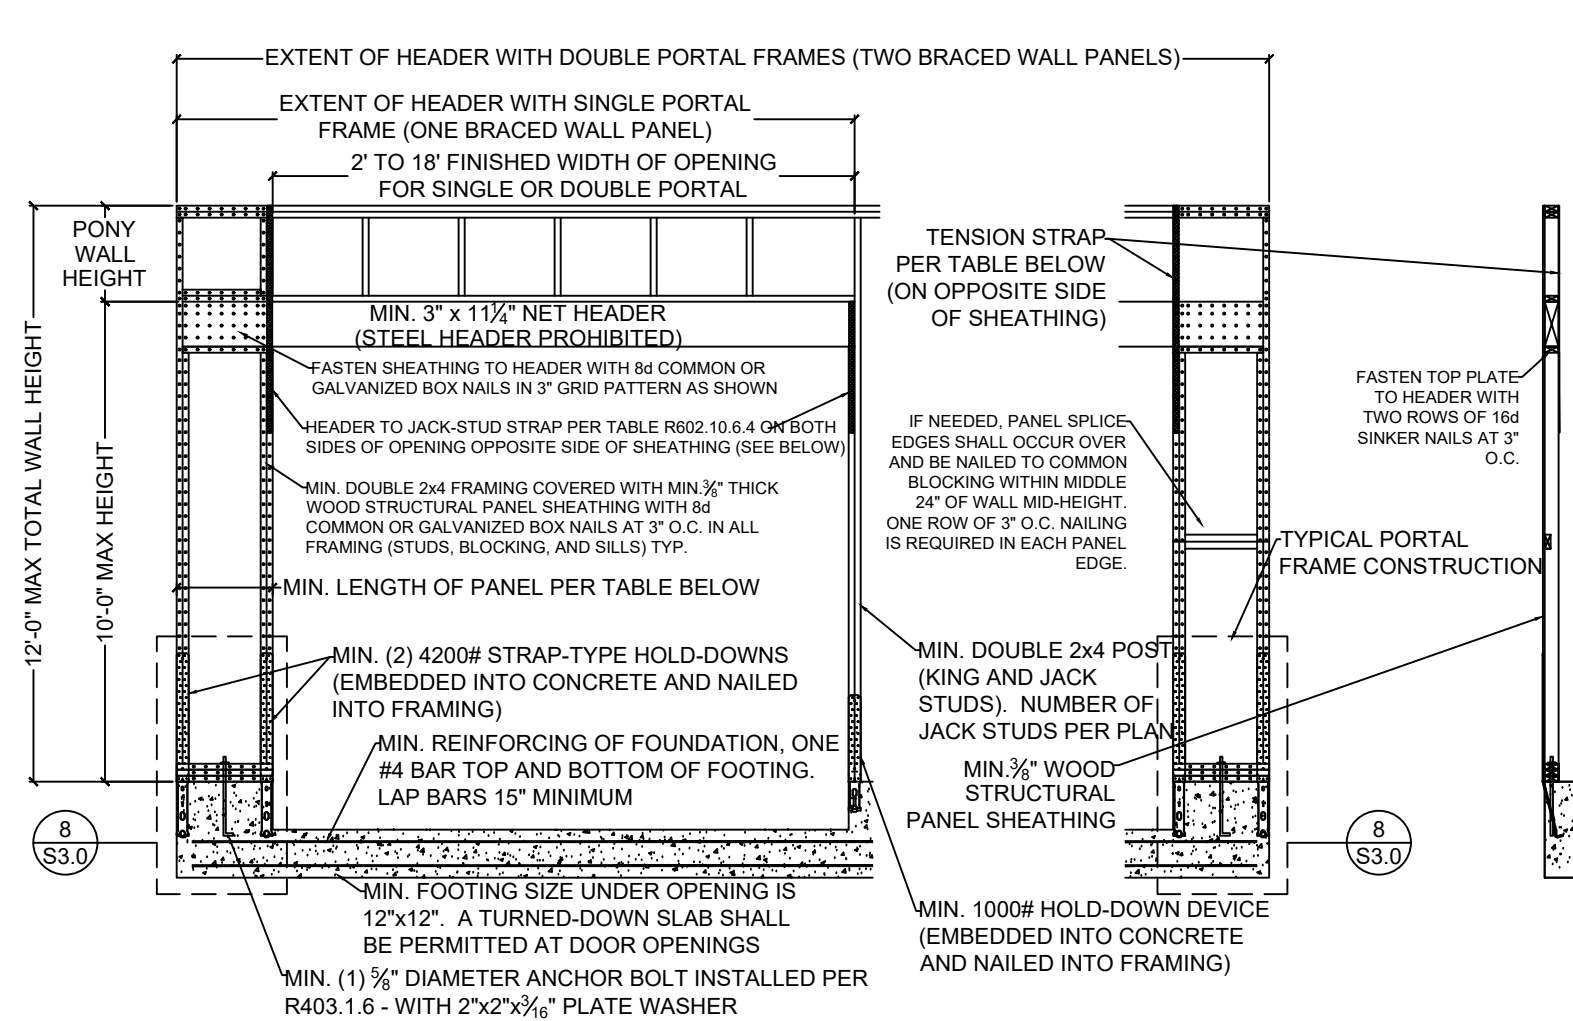 EXTENT OF HEADER WITH DOUBLE PORTAL FRAMES (TWO BRACED WALL PANELS)
EXTENT OF HEADER WITH SINGLE PORTAL
FRAME (ONE BRACED WALL PANEL)
2' TO 18' FINISHED WIDTH OF OPENING
FOR SINGLE OR DOUBLE PORTAL
PONY
WALL
HEIGHT
12'-0" MAX TOTAL WALL HEIGHT
10'-0" MAX HEIGHT
MIN. 3" x 11¼" NET HEADER
(STEEL HEADER PROHIBITED)
FASTEN SHEATHING TO HEADER WITH 8d COMMON OR
GALVANIZED BOX NAILS IN 3" GRID PATTERN AS SHOWN
HEADER TO JACK-STUD STRAP PER TABLE R602.10.6.4 ON BOTH
SIDES OF OPENING OPPOSITE SIDE OF SHEATHING (SEE BELOW)
MIN. DOUBLE 2x4 FRAMING COVERED WITH MIN.⅜" THICK
WOOD STRUCTURAL PANEL SHEATHING WITH 8d
COMMON OR GALVANIZED BOX NAILS AT 3" O.C. IN ALL
FRAMING (STUDS, BLOCKING, AND SILLS) TYP.
MIN. LENGTH OF PANEL PER TABLE BELOW
MIN. (2) 4200# STRAP-TYPE HOLD-DOWNS
(EMBEDDED INTO CONCRETE AND NAILED
INTO FRAMING)
MIN. REINFORCING OF FOUNDATION, ONE
#4 BAR TOP AND BOTTOM OF FOOTING.
LAP BARS 15" MINIMUM
8
S3.0
MIN. FOOTING SIZE UNDER OPENING IS
12"x12". A TURNED-DOWN SLAB SHALL
BE PERMITTED AT DOOR OPENINGS
MIN. (1) ⅝" DIAMETER ANCHOR BOLT INSTALLED PER
R403.1.6 - WITH 2"x2"x3⁄16" PLATE WASHER
TENSION STRAP
PER TABLE BELOW
(ON OPPOSITE SIDE
OF SHEATHING)
IF NEEDED, PANEL SPLICE
EDGES SHALL OCCUR OVER
AND BE NAILED TO COMMON
BLOCKING WITHIN MIDDLE
24" OF WALL MID-HEIGHT.
ONE ROW OF 3" O.C. NAILING
IS REQUIRED IN EACH PANEL
EDGE.
MIN. DOUBLE 2x4 POST
(KING AND JACK
STUDS). NUMBER OF
JACK STUDS PER PLAN
MIN.⅜" WOOD
STRUCTURAL
PANEL SHEATHING
MIN. 1000# HOLD-DOWN DEVICE
(EMBEDDED INTO CONCRETE
AND NAILED INTO FRAMING)
FASTEN TOP PLATE
TO HEADER WITH
TWO ROWS OF 16d
SINKER NAILS AT 3"
O.C.
TYPICAL PORTAL
FRAME CONSTRUCTION
8
S3.0